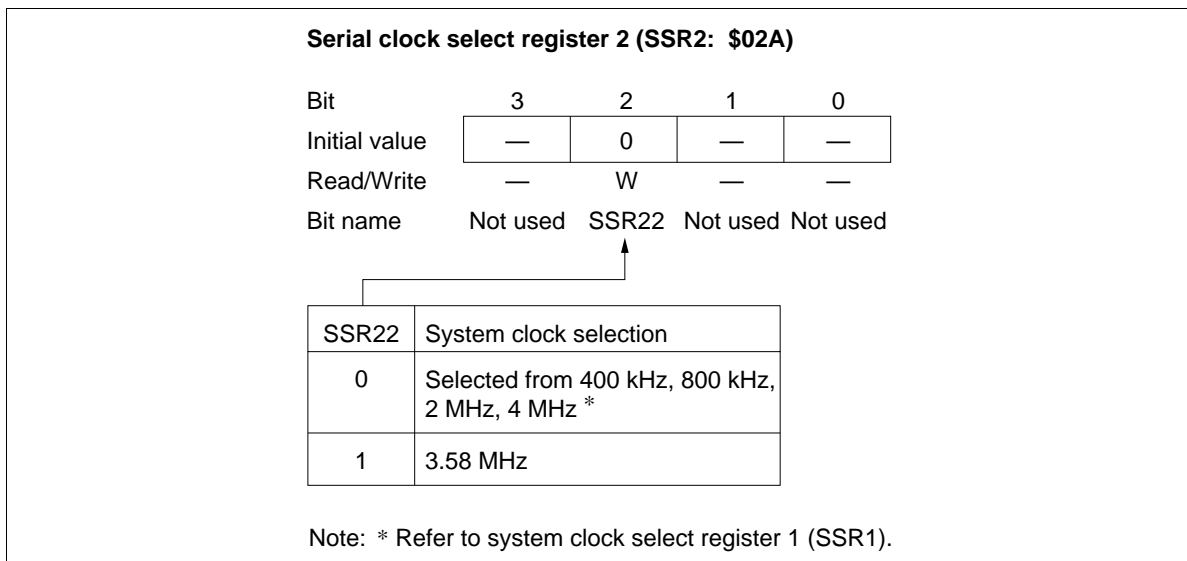 Serial clock select register 2 (SSR2: $02A)
Bit 3 2 1 0
Initial value — 0 — —
Read/Write — W — —
Bit name Not used SSR22 Not used Not used
SSR22 System clock selection
0 Selected from 400 kHz, 800 kHz,
2 MHz, 4 MHz *
1 3.58 MHz
Note: * Refer to system clock select register 1 (SSR1).